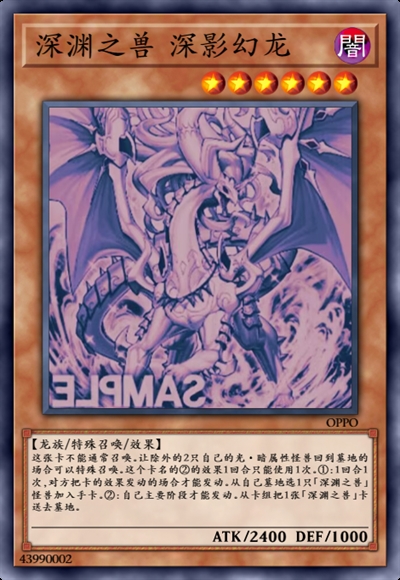 深渊之兽 深影幻龙
闇
SAMPLE
OPPO
【龙族/特殊召唤/效果】
这张卡不能通常召唤。让除外的2只自己的光·暗属性怪兽回到墓地的
场合可以特殊召唤。这个卡名的②的效果1回合只能使用1次。①:1回合1
次,对方把卡的效果发动的场合才能发动。从自己墓地选1只「深渊之兽」
怪兽加入手卡。②:自己主要阶段才能发动。从卡组把1张「深渊之兽」卡
送去墓地。
ATK/2400 DEF/1000
43990002